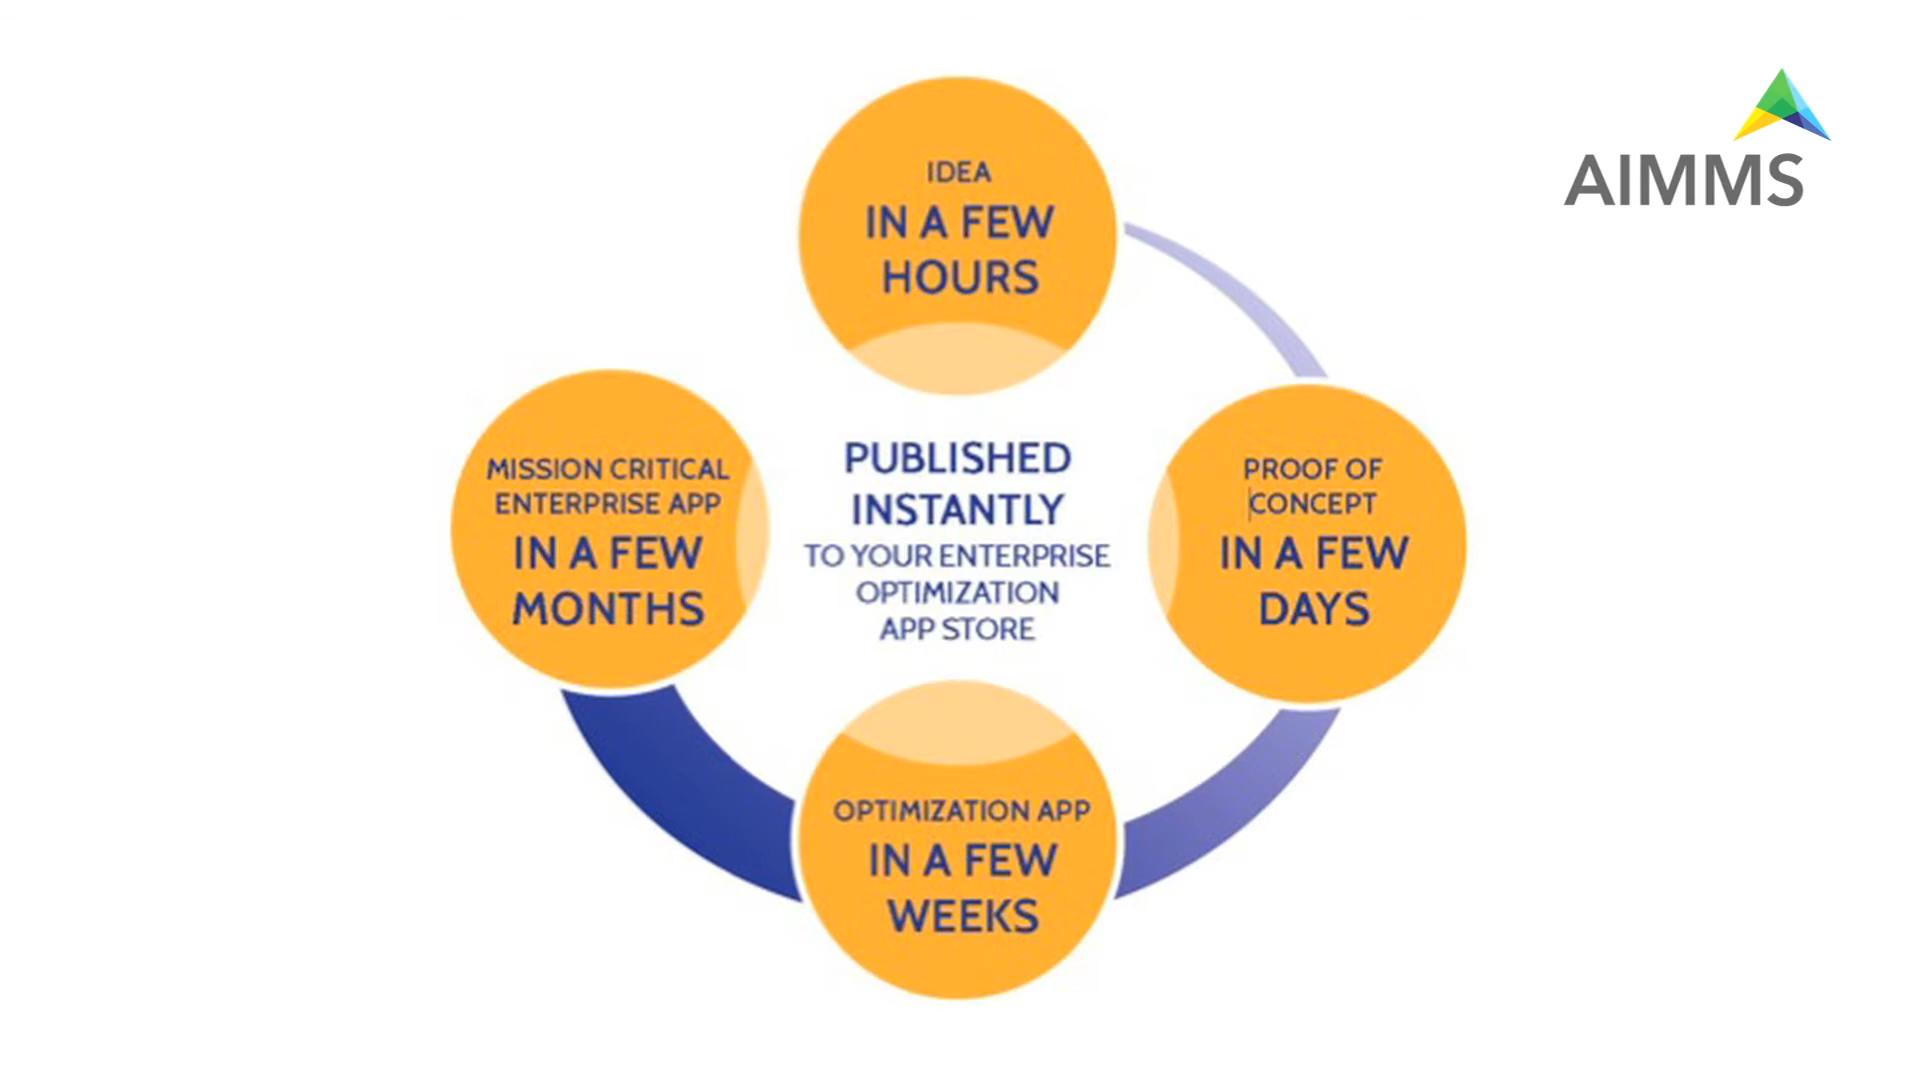 AIMMS
IDEA
IN A FEW
HOURS
PROOF OF
CONCEPT
IN A FEW
DAYS
OPTIMIZATION APP
IN A FEW
WEEKS
MISSION CRITICAL
ENTERPRISE APP
IN A FEW
MONTHS
PUBLISHED
INSTANTLY
TO YOUR ENTERPRISE
OPTIMIZATION
APP STORE